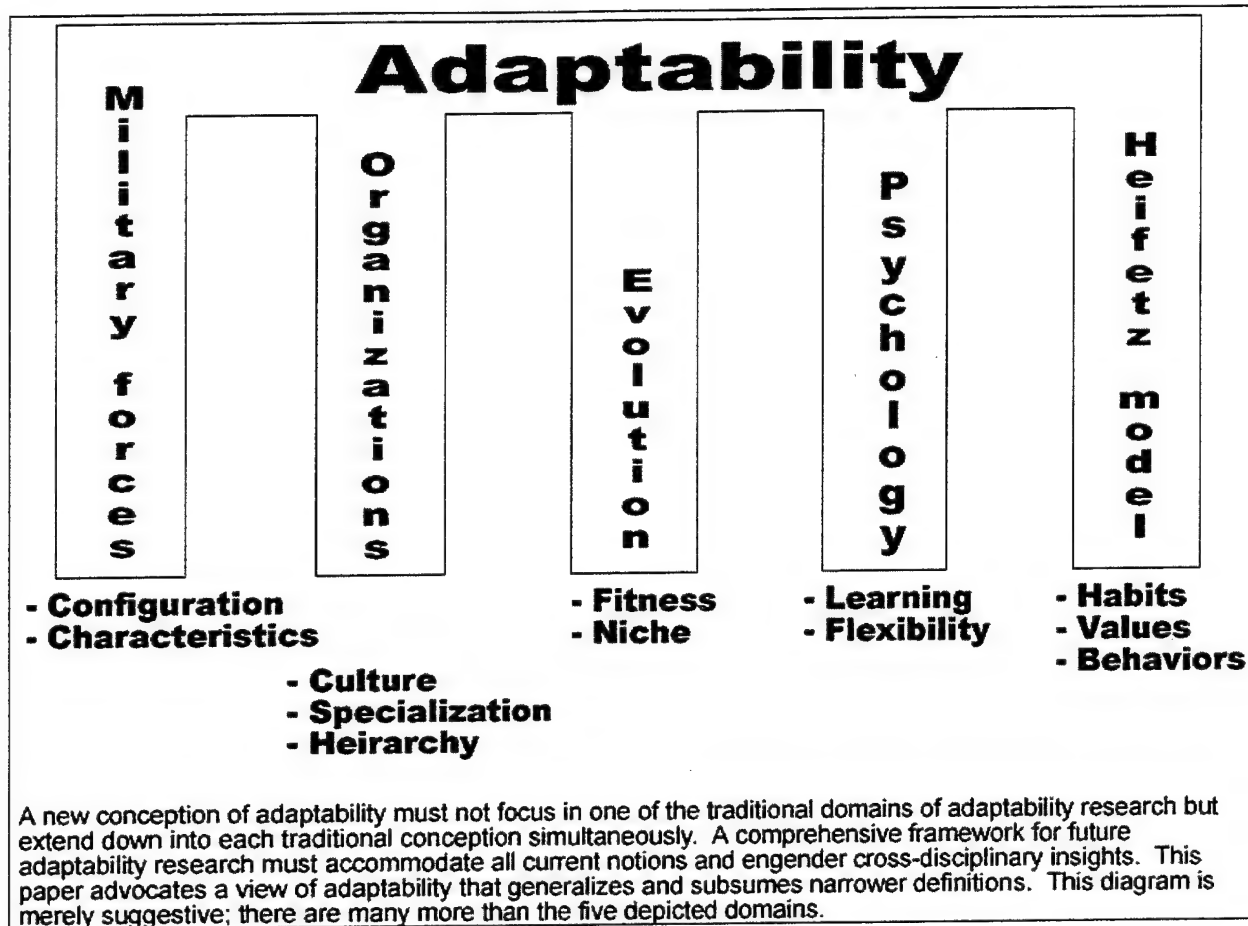 Adaptability
Military forces
Organizations
Evolution
Psychology
Heifetz model
- Configuration
- Characteristics
- Culture
- Specialization
- Heirarchy
- Fitness
- Niche
- Learning
- Flexibility
- Habits
- Values
- Behaviors
A new conception of adaptability must not focus in one of the traditional domains of adaptability research but
extend down into each traditional conception simultaneously. A comprehensive framework for future
adaptability research must accommodate all current notions and engender cross-disciplinary insights. This
paper advocates a view of adaptability that generalizes and subsumes narrower definitions. This diagram is
merely suggestive; there are many more than the five depicted domains.